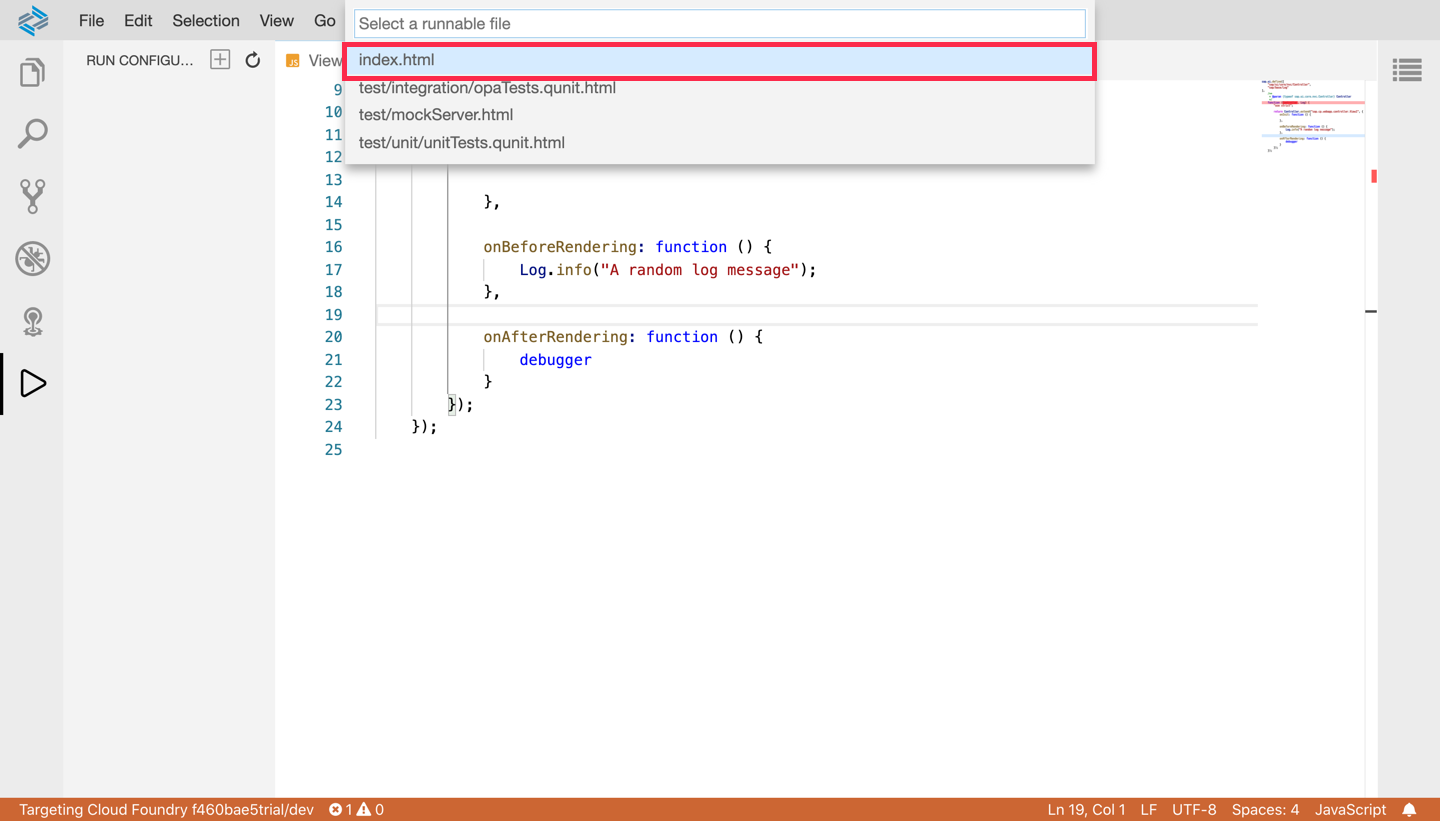 File Edit Selection View Go
Select a runnable file
RUN CONFIGU...
JS View
index.html
test/integration/opaTests.qunit.html
test/mockServer.html
test/unit/unitTests.qunit.html
9
10
11
12
13
14 },
15
16 onBeforeRendering: function () {
17 Log.info("A random log message");
18 },
19
20 onAfterRendering: function () {
21 debugger
22 }
23 });
24 });
25
Targeting Cloud Foundry f460bae5trial/dev 1 0 Ln 19, Col 1 LF UTF-8 Spaces: 4 JavaScript